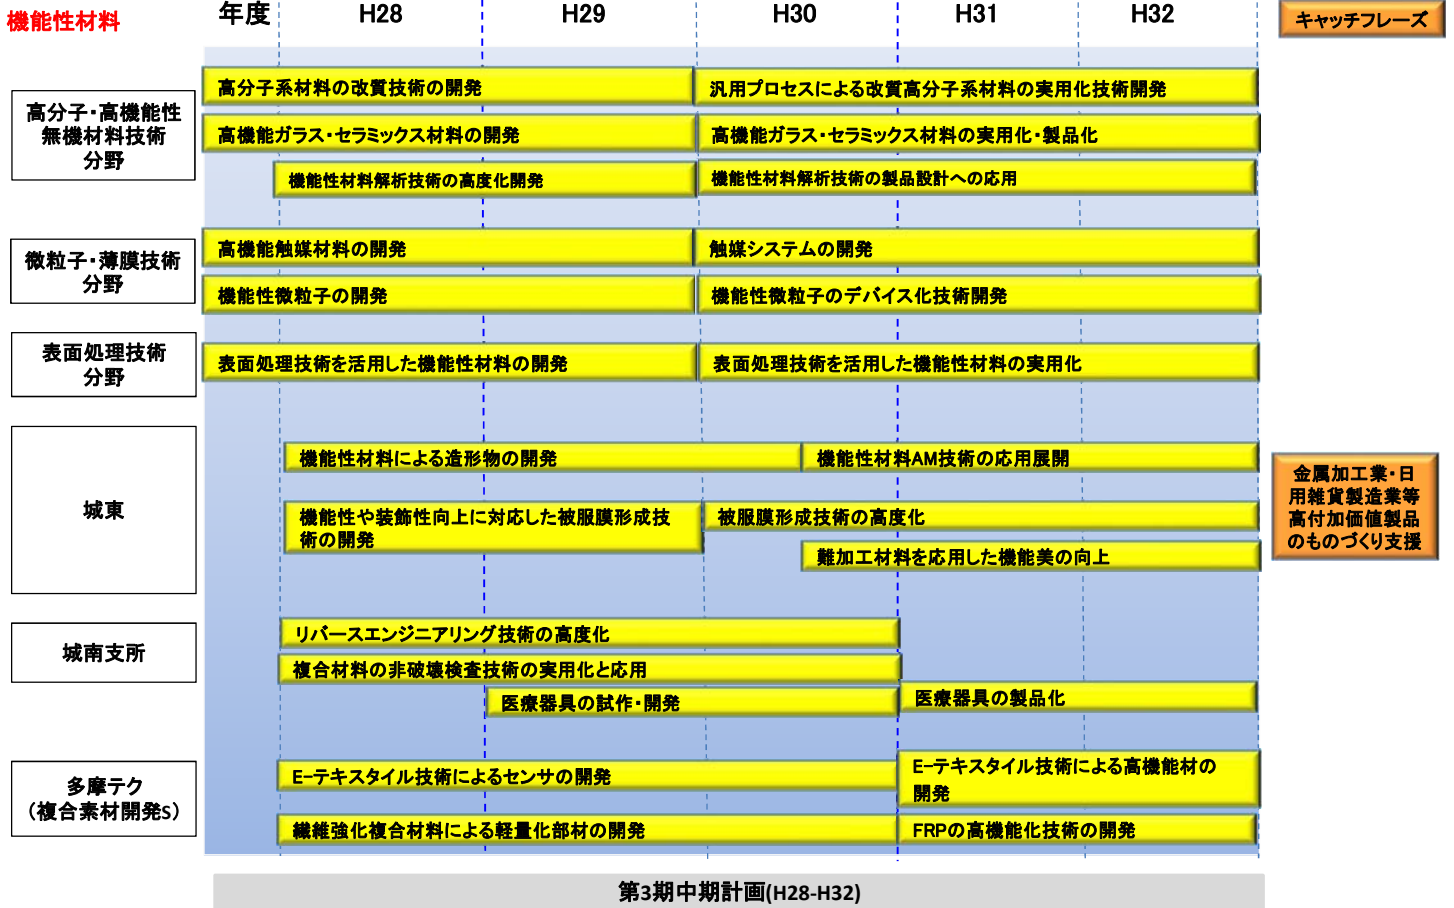 機能性材料
年度 H28 H29 H30 H31 H32
キャッチフレーズ
高分子・高機能性
無機材料技術
分野
高分子系材料の改質技術の開発
汎用プロセスによる改質高分子系材料の実用化技術開発
高機能ガラス・セラミックス材料の開発
高機能ガラス・セラミックス材料の実用化・製品化
機能性材料解析技術の高度化開発
機能性材料解析技術の製品設計への応用
微粒子・薄膜技術
分野
高機能触媒材料の開発
触媒システムの開発
機能性微粒子の開発
機能性微粒子のデバイス化技術開発
表面処理技術
分野
表面処理技術を活用した機能性材料の開発
表面処理技術を活用した機能性材料の実用化
城東
機能性材料による造形物の開発
機能性材料AM技術の応用展開
機能性や装飾性向上に対応した被服膜形成技
術の開発
被服膜形成技術の高度化
難加工材料を応用した機能美の向上
金属加工業・日
用雑貨製造業等
高付加価値製品
のものづくり支援
城南支所
リバースエンジニアリング技術の高度化
複合材料の非破壊検査技術の実用化と応用
医療器具の試作・開発
医療器具の製品化
多摩テク
（複合素材開発S）
E-テキスタイル技術によるセンサの開発
E-テキスタイル技術による高機能材の
開発
繊維強化複合材料による軽量化部材の開発
FRPの高機能化技術の開発
第3期中期計画(H28-H32)